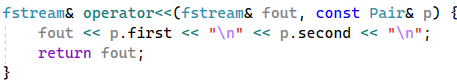 fstream& operator<<(fstream& fout, const Pair& p) {
    fout << p.first << "\n" << p.second << "\n";
    return fout;
}